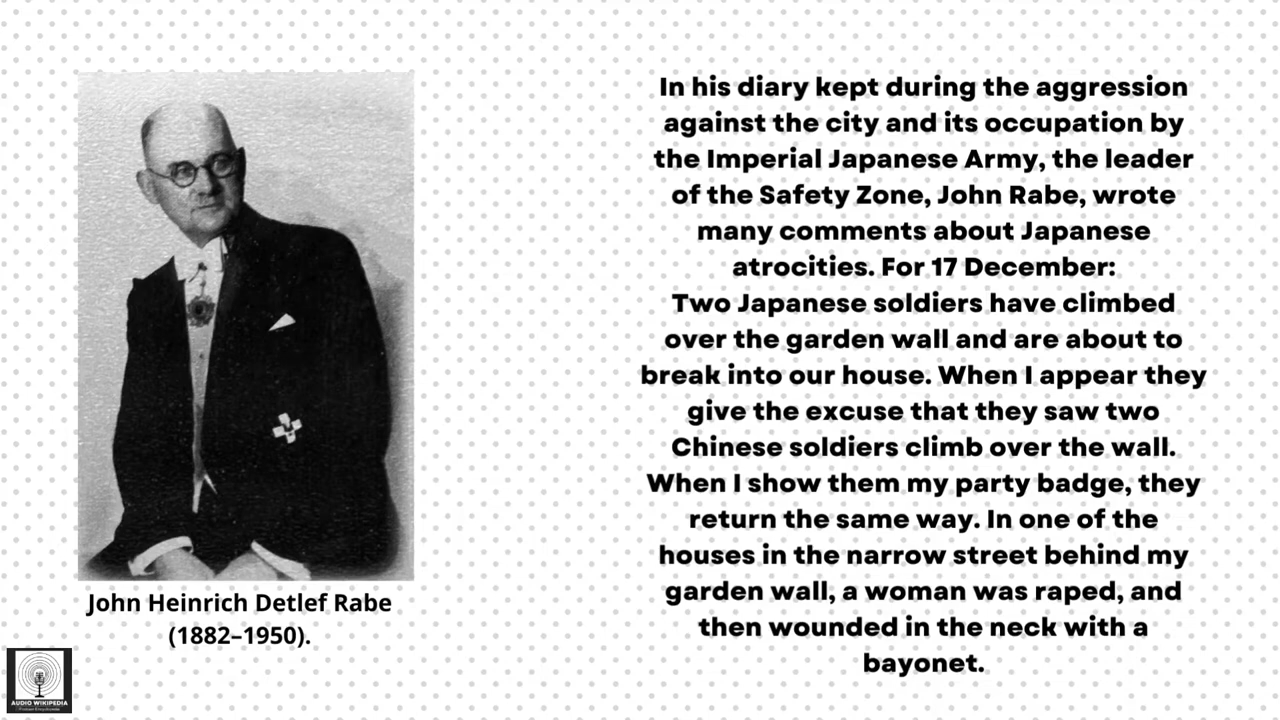 In his diary kept during the aggression
against the city and its occupation by
the Imperial Japanese Army, the leader
of the Safety Zone, John Rabe, wrote
many comments about Japanese
atrocities. For 17 December:
Two Japanese soldiers have climbed
over the garden wall and are about to
break into our house. When I appear they
give the excuse that they saw two
Chinese soldiers climb over the wall.
When I show them my party badge, they
return the same way. In one of the
houses in the narrow street behind my
garden wall, a woman was raped, and
then wounded in the neck with a
bayonet.
John Heinrich Detlef Rabe
(1882–1950).
AUDIO WIKIPEDIA